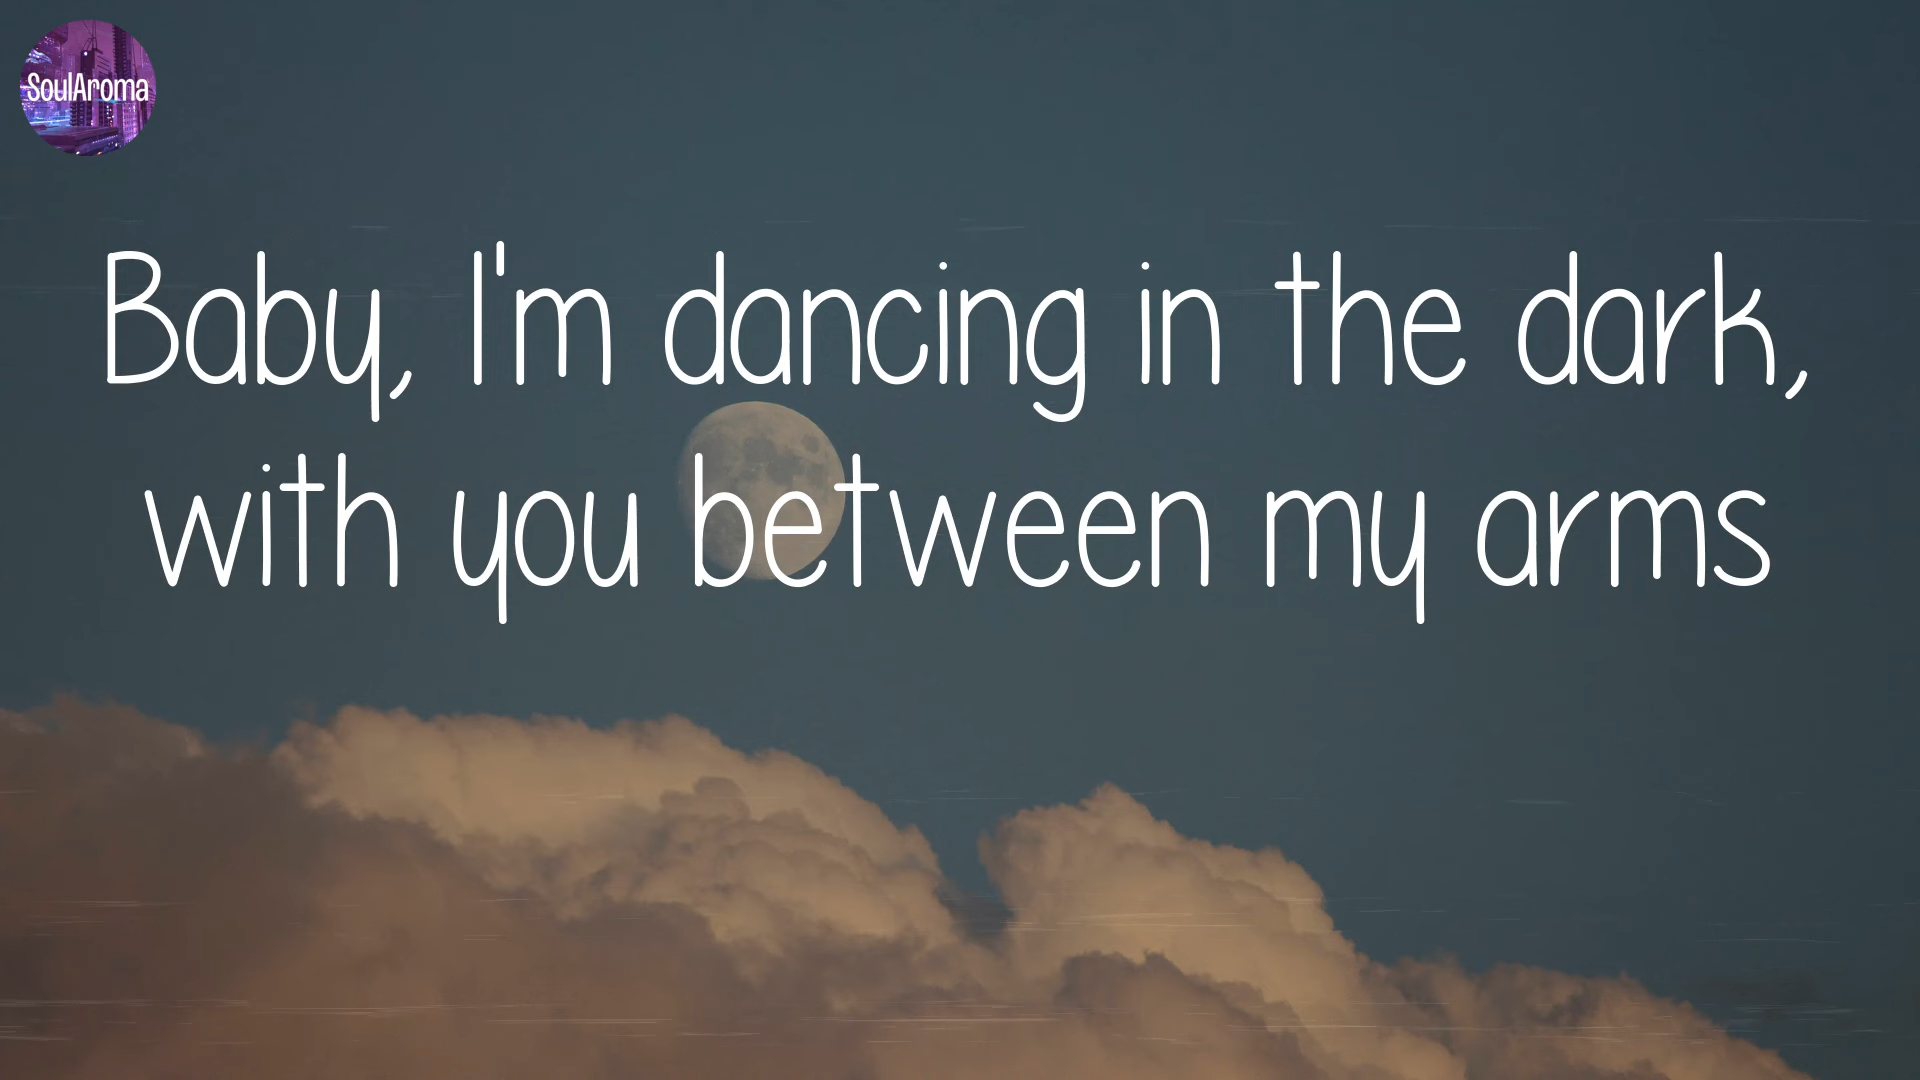 SoulAroma
Baby, I'm dancing in the dark,
with you between my arms